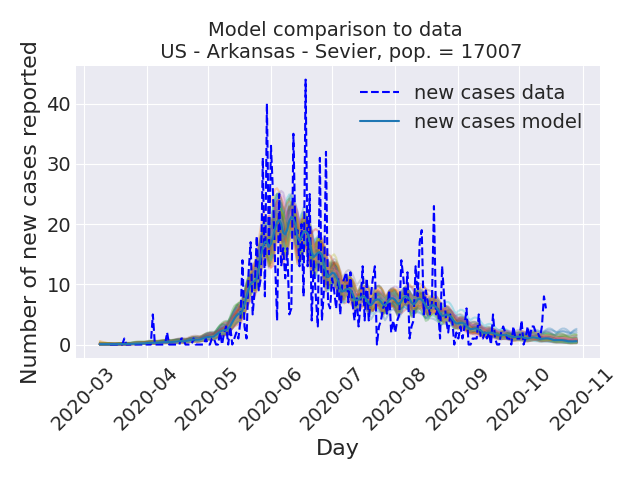 Model comparison to data
US - Arkansas - Sevier, pop. = 17007
Number of new cases reported
40
30
20
10
0
new cases data
new cases model
2020-03
2020-04
2020-05
2020-06
2020-07
2020-08
2020-09
2020-10
2020-11
Day